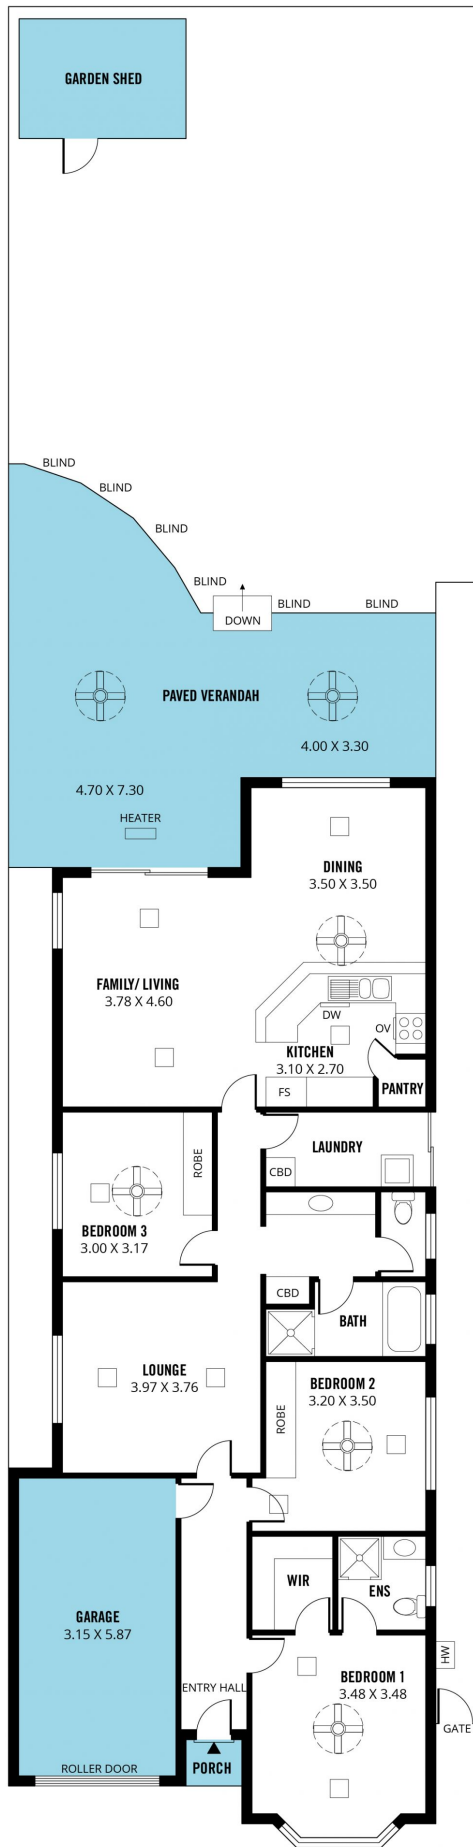 GARDEN SHED
BLIND
BLIND
BLIND
BLIND
BLIND
BLIND
DOWN
PAVED VERANDAH
4.00 X 3.30
4.70 X 7.30
HEATER
DINING
3.50 X 3.50
FAMILY/ LIVING
3.78 X 4.60
DW
OV
KITCHEN
3.10 X 2.70
FS
PANTRY
LAUNDRY
CBD
ROBE
BEDROOM 3
3.00 X 3.17
CBD
BATH
LOUNGE
3.97 X 3.76
BEDROOM 2
3.20 X 3.50
ROBE
WIR
ENS
GARAGE
3.15 X 5.87
HW
BEDROOM 1
3.48 X 3.48
ENTRY HALL
GATE
ROLLER DOOR
PORCH